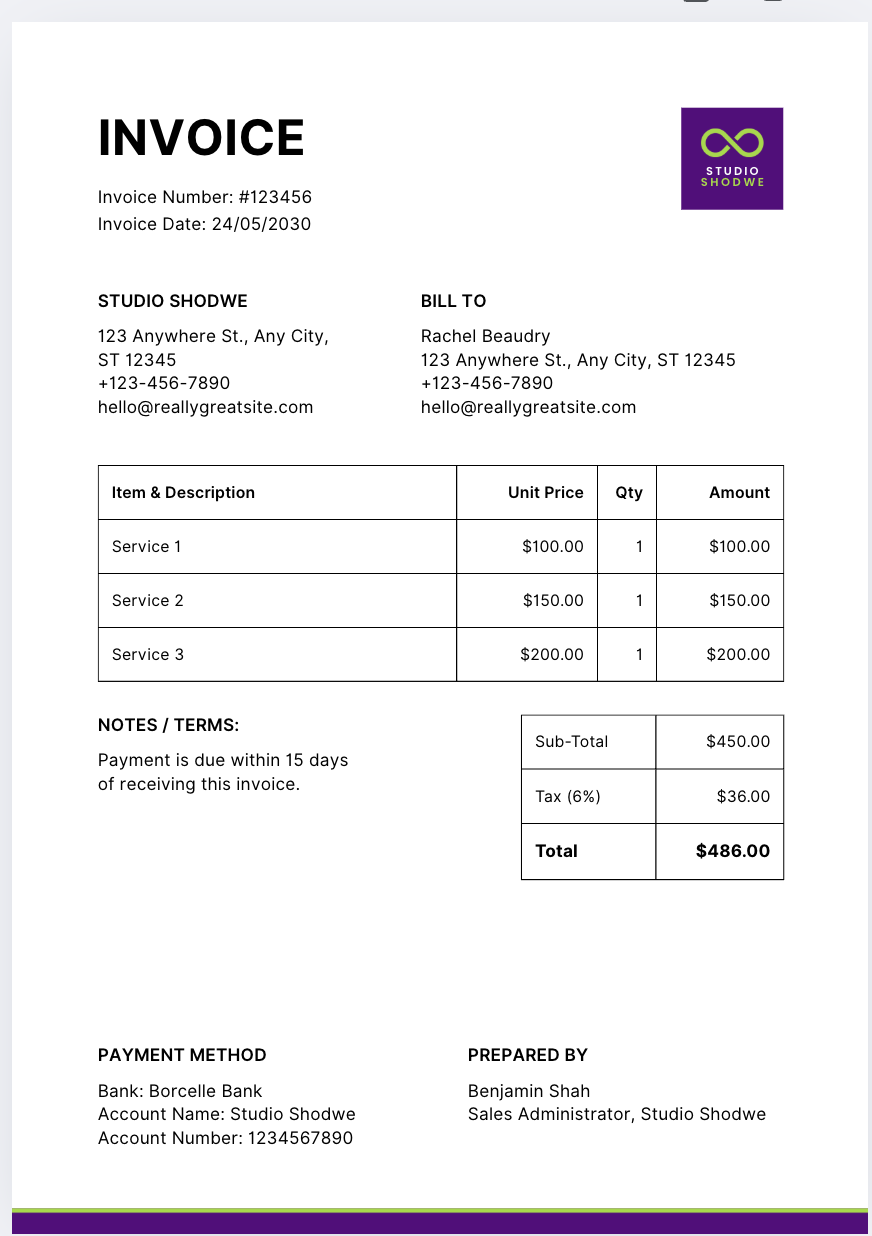 INVOICE
Invoice Number: #123456
Invoice Date: 24/05/2030
STUDIO
SHODWE
STUDIO SHODWE
123 Anywhere St., Any City,
ST 12345
+123-456-7890
hello@reallygreatsite.com
BILL TO
Rachel Beaudry
123 Anywhere St., Any City, ST 12345
+123-456-7890
hello@reallygreatsite.com
Item & Description Unit Price Qty Amount
Service 1 $100.00 1 $100.00
Service 2 $150.00 1 $150.00
Service 3 $200.00 1 $200.00
NOTES / TERMS:
Payment is due within 15 days
of receiving this invoice.
Sub-Total $450.00
Tax (6%) $36.00
Total $486.00
PAYMENT METHOD
Bank: Borcelle Bank
Account Name: Studio Shodwe
Account Number: 1234567890
PREPARED BY
Benjamin Shah
Sales Administrator, Studio Shodwe